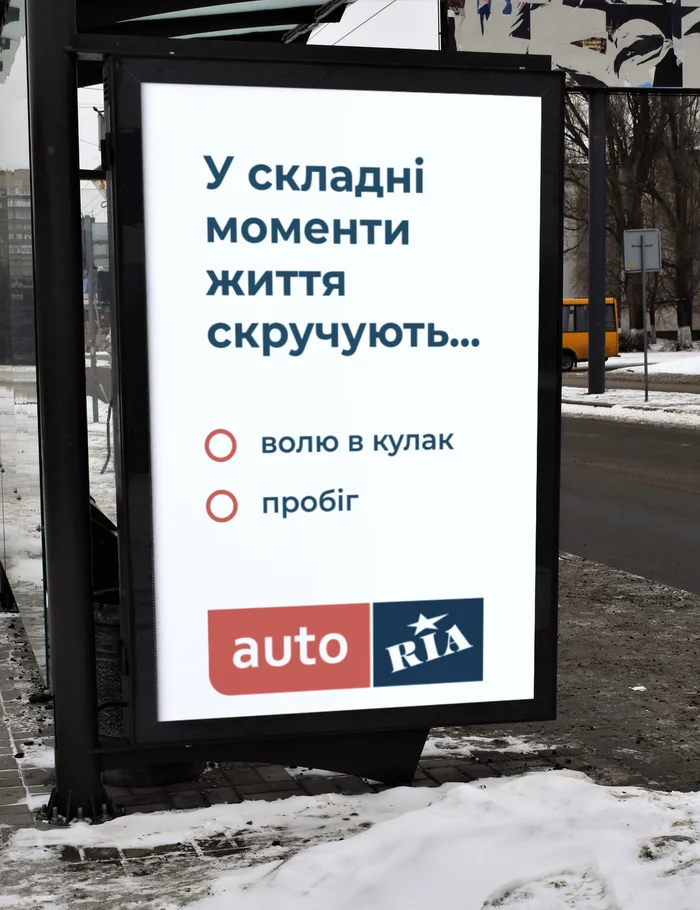 У складні
моменти
життя
скручують...
волю в кулак
пробіг
auto RIA